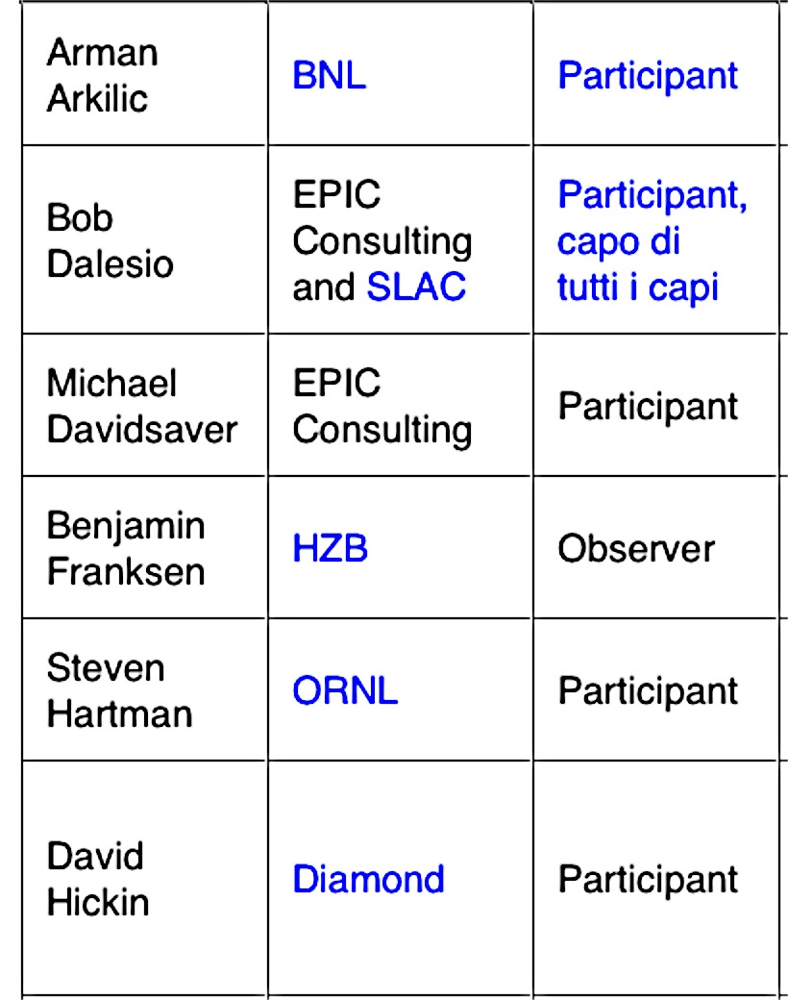 Arman
Arkilic
BNL
Participant
Bob
Dalesio
EPIC
Consulting
and SLAC
Participant,
capo di
tutti i capi
Michael
Davidsaver
EPIC
Consulting
Participant
Benjamin
Franksen
HZB
Observer
Steven
Hartman
ORNL
Participant
David
Hickin
Diamond
Participant